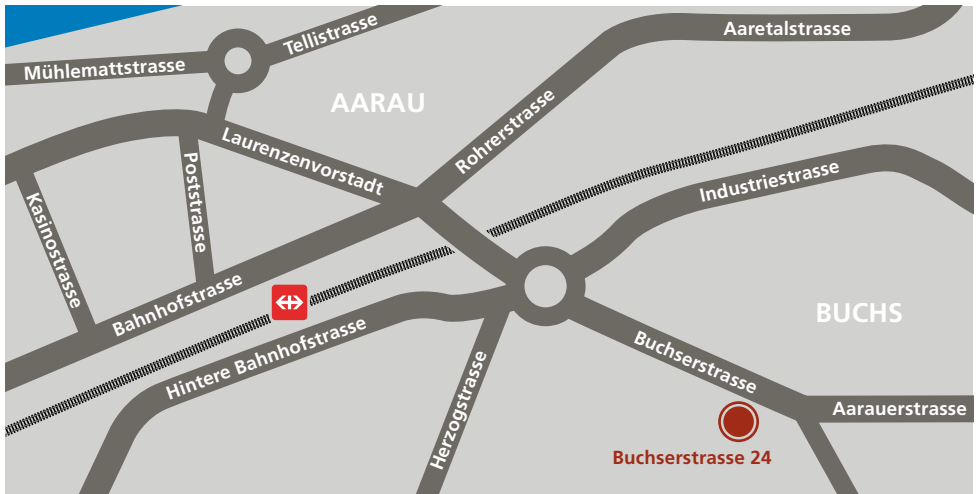 Tellistrasse
Aaretalstrasse
Mühlemattstrasse
AARAU
Rohrerstrasse
Laurenzenvorstadt
Poststrasse
Industriestrasse
Kasinostrasse
Bahnhofstrasse
BUCHS
Hintere Bahnhofstrasse
Buchserstrasse
Herzogstrasse
Aarauerstrasse
Buchserstrasse 24